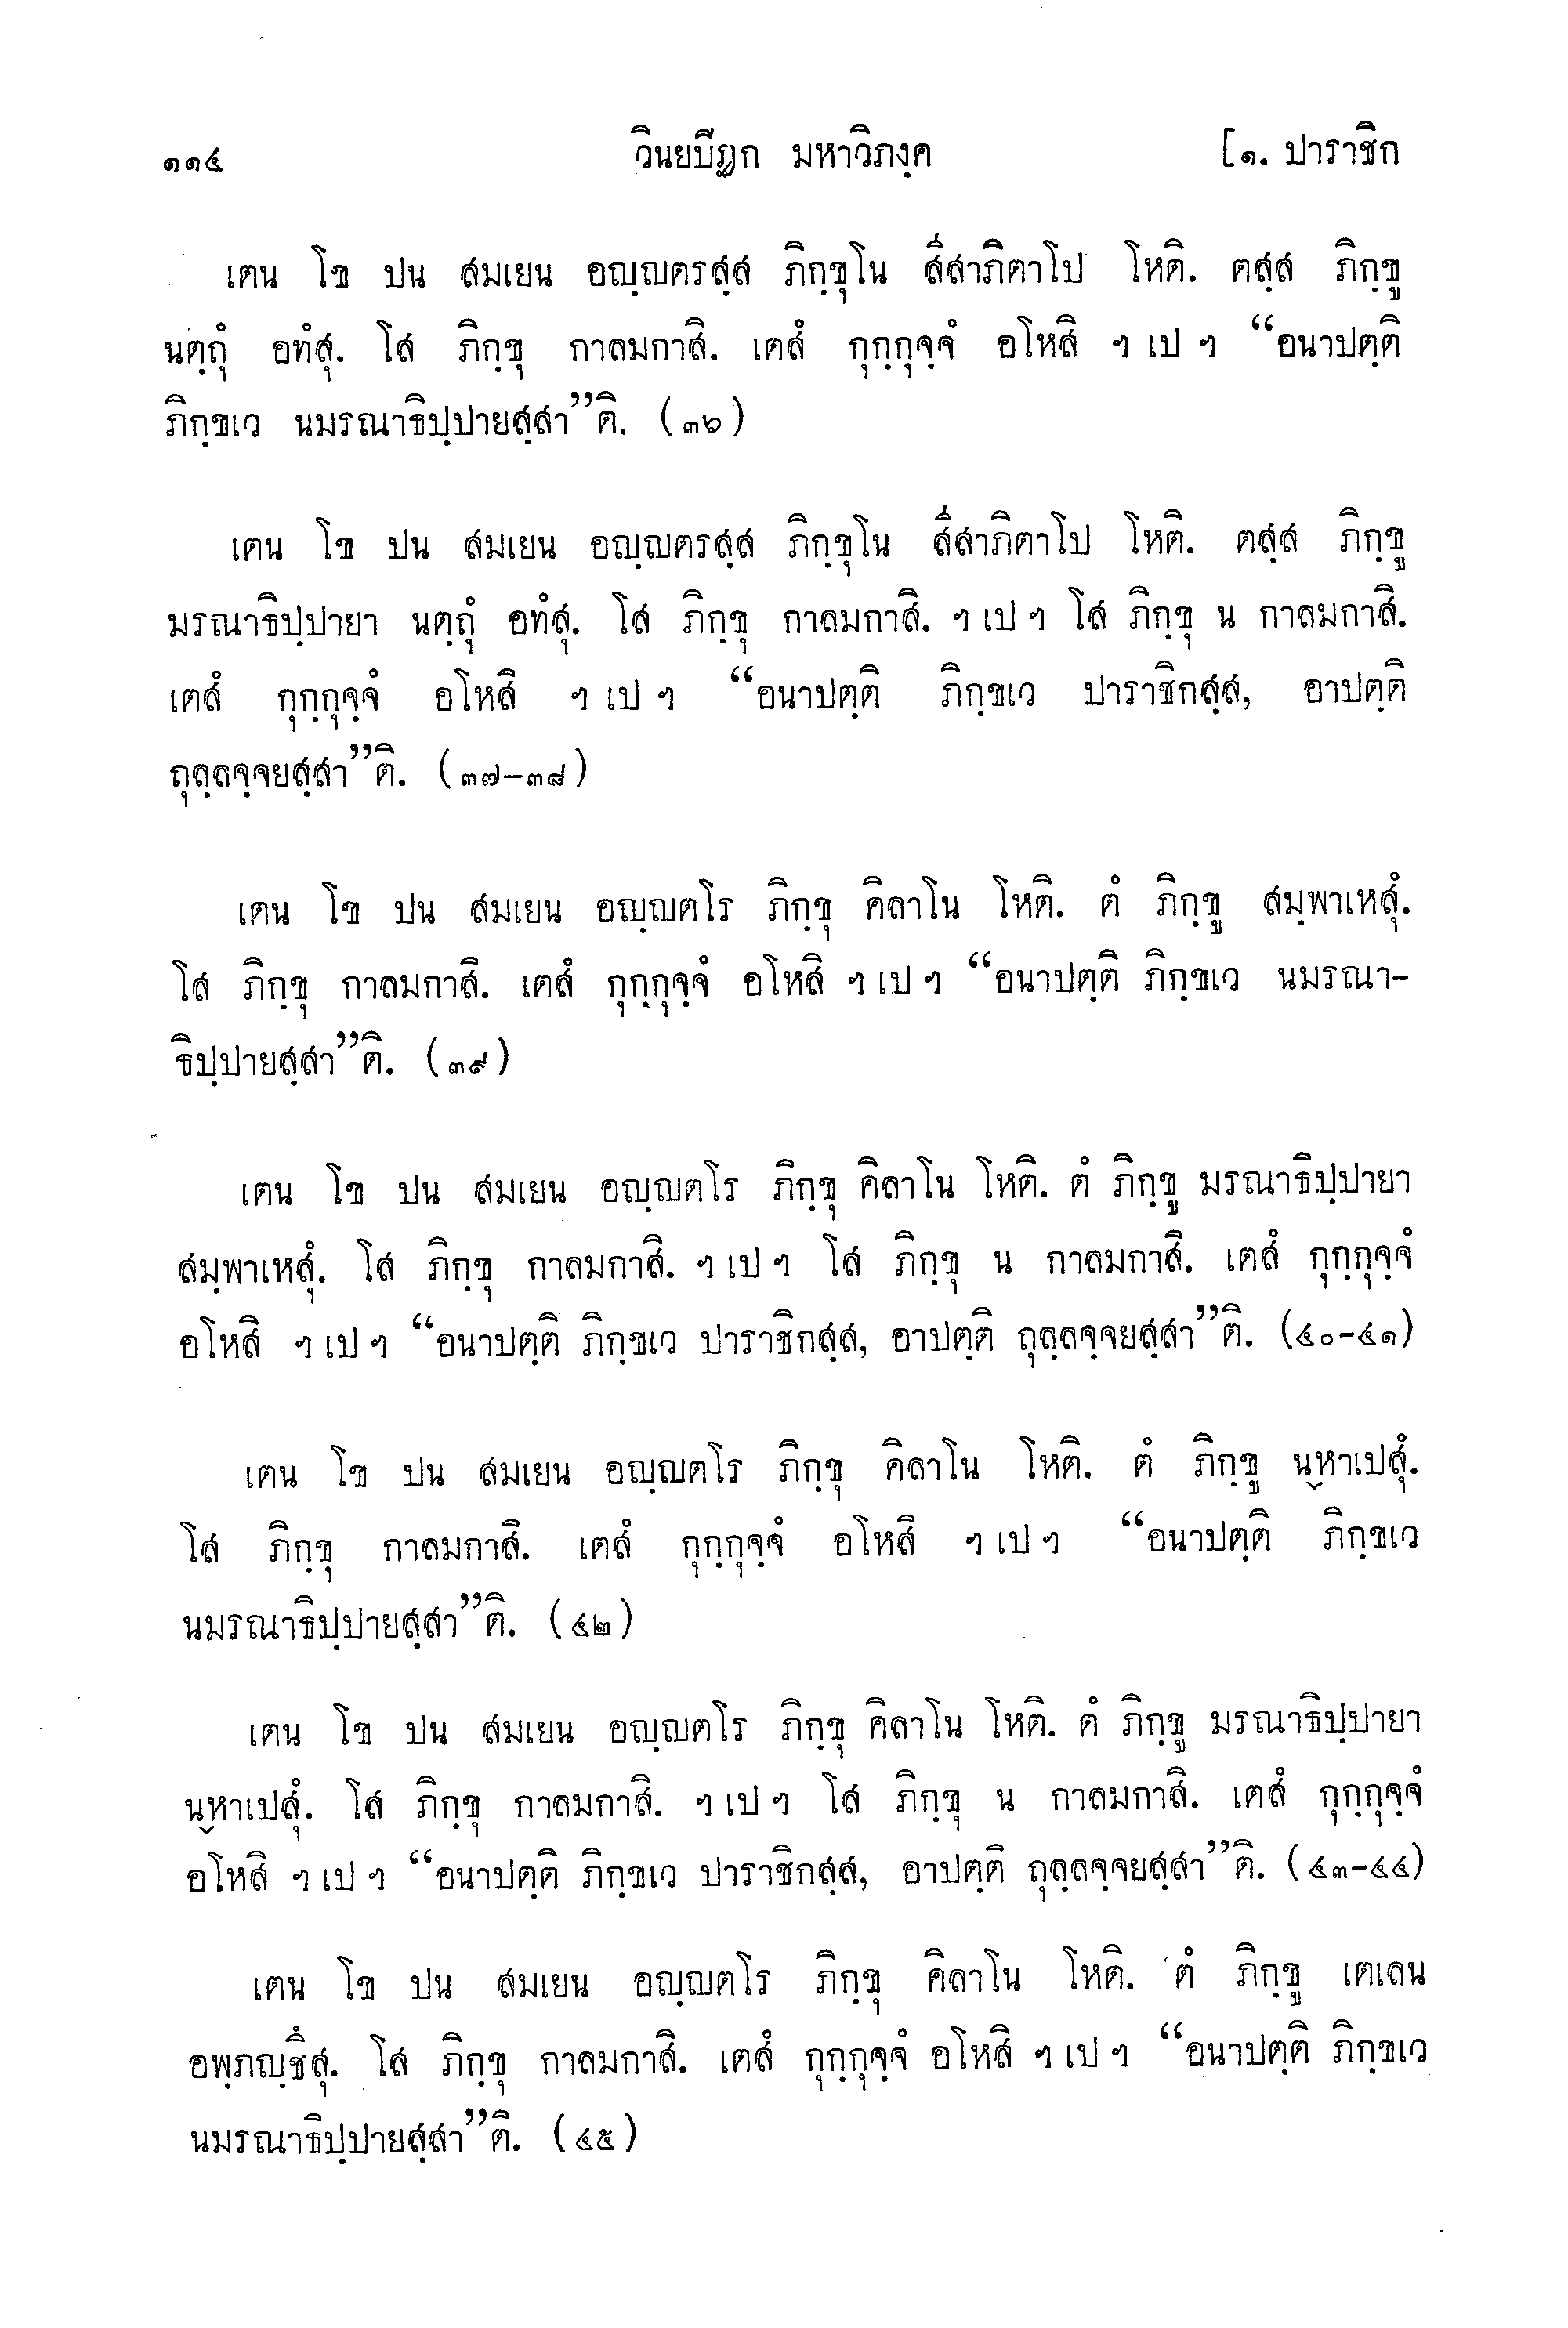 ๑๑๔ วินยปิฏก มหาวิภงฺค [๑. ปาราชิก
เตน โข ปน สมเยน อญฺญตรสฺส ภิกฺขุโน สีสาภิตาโป โหติ. ตสฺส ภิกฺขู
นตฺถุํ อทํสุ. โส ภิกฺขุ กาลมกาสิ. เตสํ กุกฺกุจฺจํ อโหสิ ฯ เป ฯ “อนาปตฺติ
ภิกฺขเว นมรณาธิปฺปายสฺสา”ติ. (๓๖)
เตน โข ปน สมเยน อญฺญตรสฺส ภิกฺขุโน สีสาภิตาโป โหติ. ตสฺส ภิกฺขู
มรณาธิปฺปายา นตฺถุํ อทํสุ. โส ภิกฺขุ กาลมกาสิ. ฯ เป ฯ โส ภิกฺขุ น กาลมกาสิ.
เตสํ กุกฺกุจฺจํ อโหสิ ฯ เป ฯ “อนาปตฺติ ภิกฺขเว ปาราชิกสฺส, อาปตฺติ
ถุลฺลจฺจยสฺสา”ติ. (๓๗-๓๘)
เตน โข ปน สมเยน อญฺญตโร ภิกฺขุ คิลาโน โหติ. ตํ ภิกฺขู สมฺพาเหสุํ.
โส ภิกฺขุ กาลมกาสิ. เตสํ กุกฺกุจฺจํ อโหสิ ฯ เป ฯ “อนาปตฺติ ภิกฺขเว นมรณา-
ธิปฺปายสฺสา”ติ. (๓๙)
เตน โข ปน สมเยน อญฺญตโร ภิกฺขุ คิลาโน โหติ. ตํ ภิกฺขู มรณาธิปฺปายา
สมฺพาเหสุํ. โส ภิกฺขุ กาลมกาสิ. ฯ เป ฯ โส ภิกฺขุ น กาลมกาสิ. เตสํ กุกฺกุจฺจํ
อโหสิ ฯ เป ฯ “อนาปตฺติ ภิกฺขเว ปาราชิกสฺส, อาปตฺติ ถุลฺลจฺจยสฺสา”ติ. (๔๐-๔๑)
เตน โข ปน สมเยน อญฺญตโร ภิกฺขุ คิลาโน โหติ. ตํ ภิกฺขู นฺหาเปสุํ.
โส ภิกฺขุ กาลมกาสิ. เตสํ กุกฺกุจฺจํ อโหสิ ฯ เป ฯ “อนาปตฺติ ภิกฺขเว
นมรณาธิปฺปายสฺสา”ติ. (๔๒)
เตน โข ปน สมเยน อญฺญตโร ภิกฺขุ คิลาโน โหติ. ตํ ภิกฺขู มรณาธิปฺปายา
นฺหาเปสุํ. โส ภิกฺขุ กาลมกาสิ. ฯ เป ฯ โส ภิกฺขุ น กาลมกาสิ. เตสํ กุกฺกุจฺจํ
อโหสิ ฯ เป ฯ “อนาปตฺติ ภิกฺขเว ปาราชิกสฺส, อาปตฺติ ถุลฺลจฺจยสฺสา”ติ. (๔๓-๔๔)
เตน โข ปน สมเยน อญฺญตโร ภิกฺขุ คิลาโน โหติ. ตํ ภิกฺขู เตเลน
อพฺภญฺชึสุ. โส ภิกฺขุ กาลมกาสิ. เตสํ กุกฺกุจฺจํ อโหสิ ฯ เป ฯ “อนาปตฺติ ภิกฺขเว
นมรณาธิปฺปายสฺสา”ติ. (๔๕)